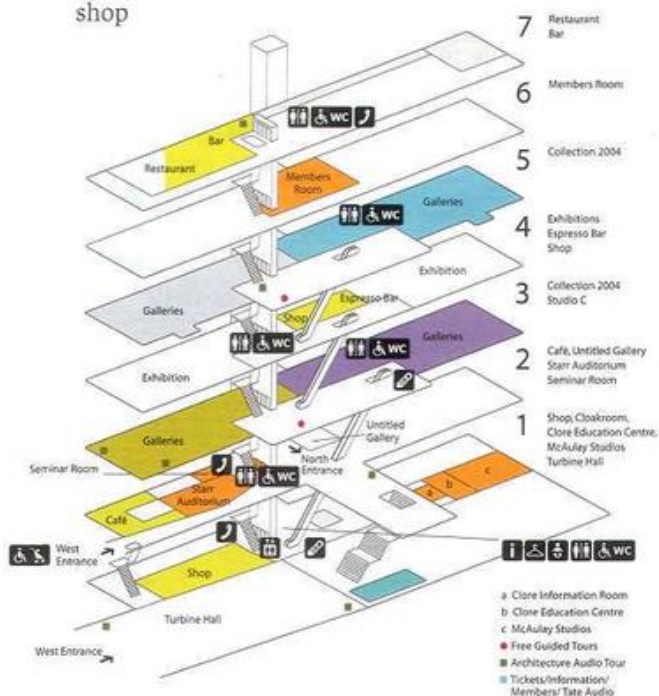 shop
7
Restaurant
Bar
6
Members Room
5
Collection 2004
4
Exhibitions
Espresso Bar
Shop
3
Collection 2004
Studio C
2
Café, Untitled Gallery
Starr Auditorium
Seminar Room
1
Shop, Cloakroom,
Clore Education Centre,
McAulay Studios
Turbine Hall
Bar
WC
Restaurant
Members
Room
Galleries
WC
Exhibition
Galleries
Espresso Bar
Shop
WC
WC
Galleries
Exhibition
Galleries
Untitled
Gallery
North
Entrance
Seminar Room
WC
Starr
Auditorium
c
b
a
Café
West
Entrance
i
WC
Shop
Turbine Hall
West Entrance
a Clore Information Room
b Clore Education Centre
c McAulay Studios
Free Guided Tours
Architecture Audio Tour
Tickets/Information/
Members/Tate Audio